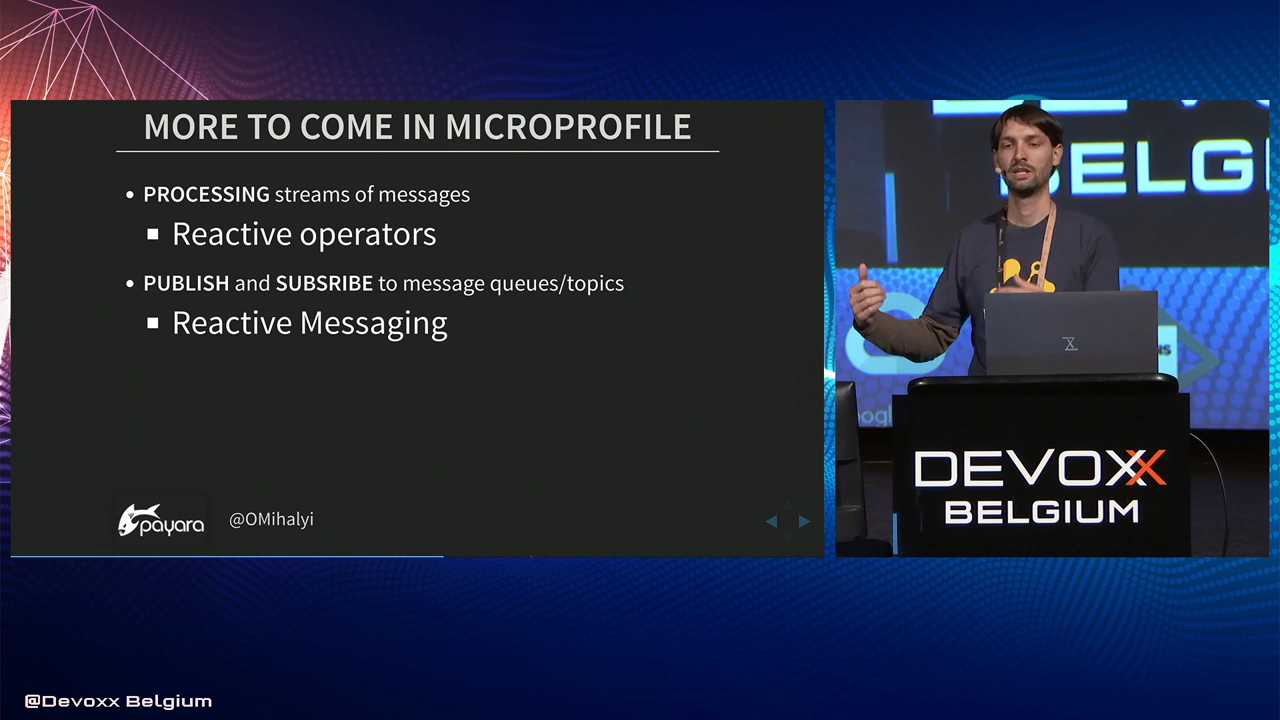 MORE TO COME IN MICROPROFILE
PROCESSING streams of messages
Reactive operators
PUBLISH and SUBSRIBE to message queues/topics
Reactive Messaging
payara
@OMihalyi
BELGI
DEVOXX
BELGIUM
@Devoxx Belgium